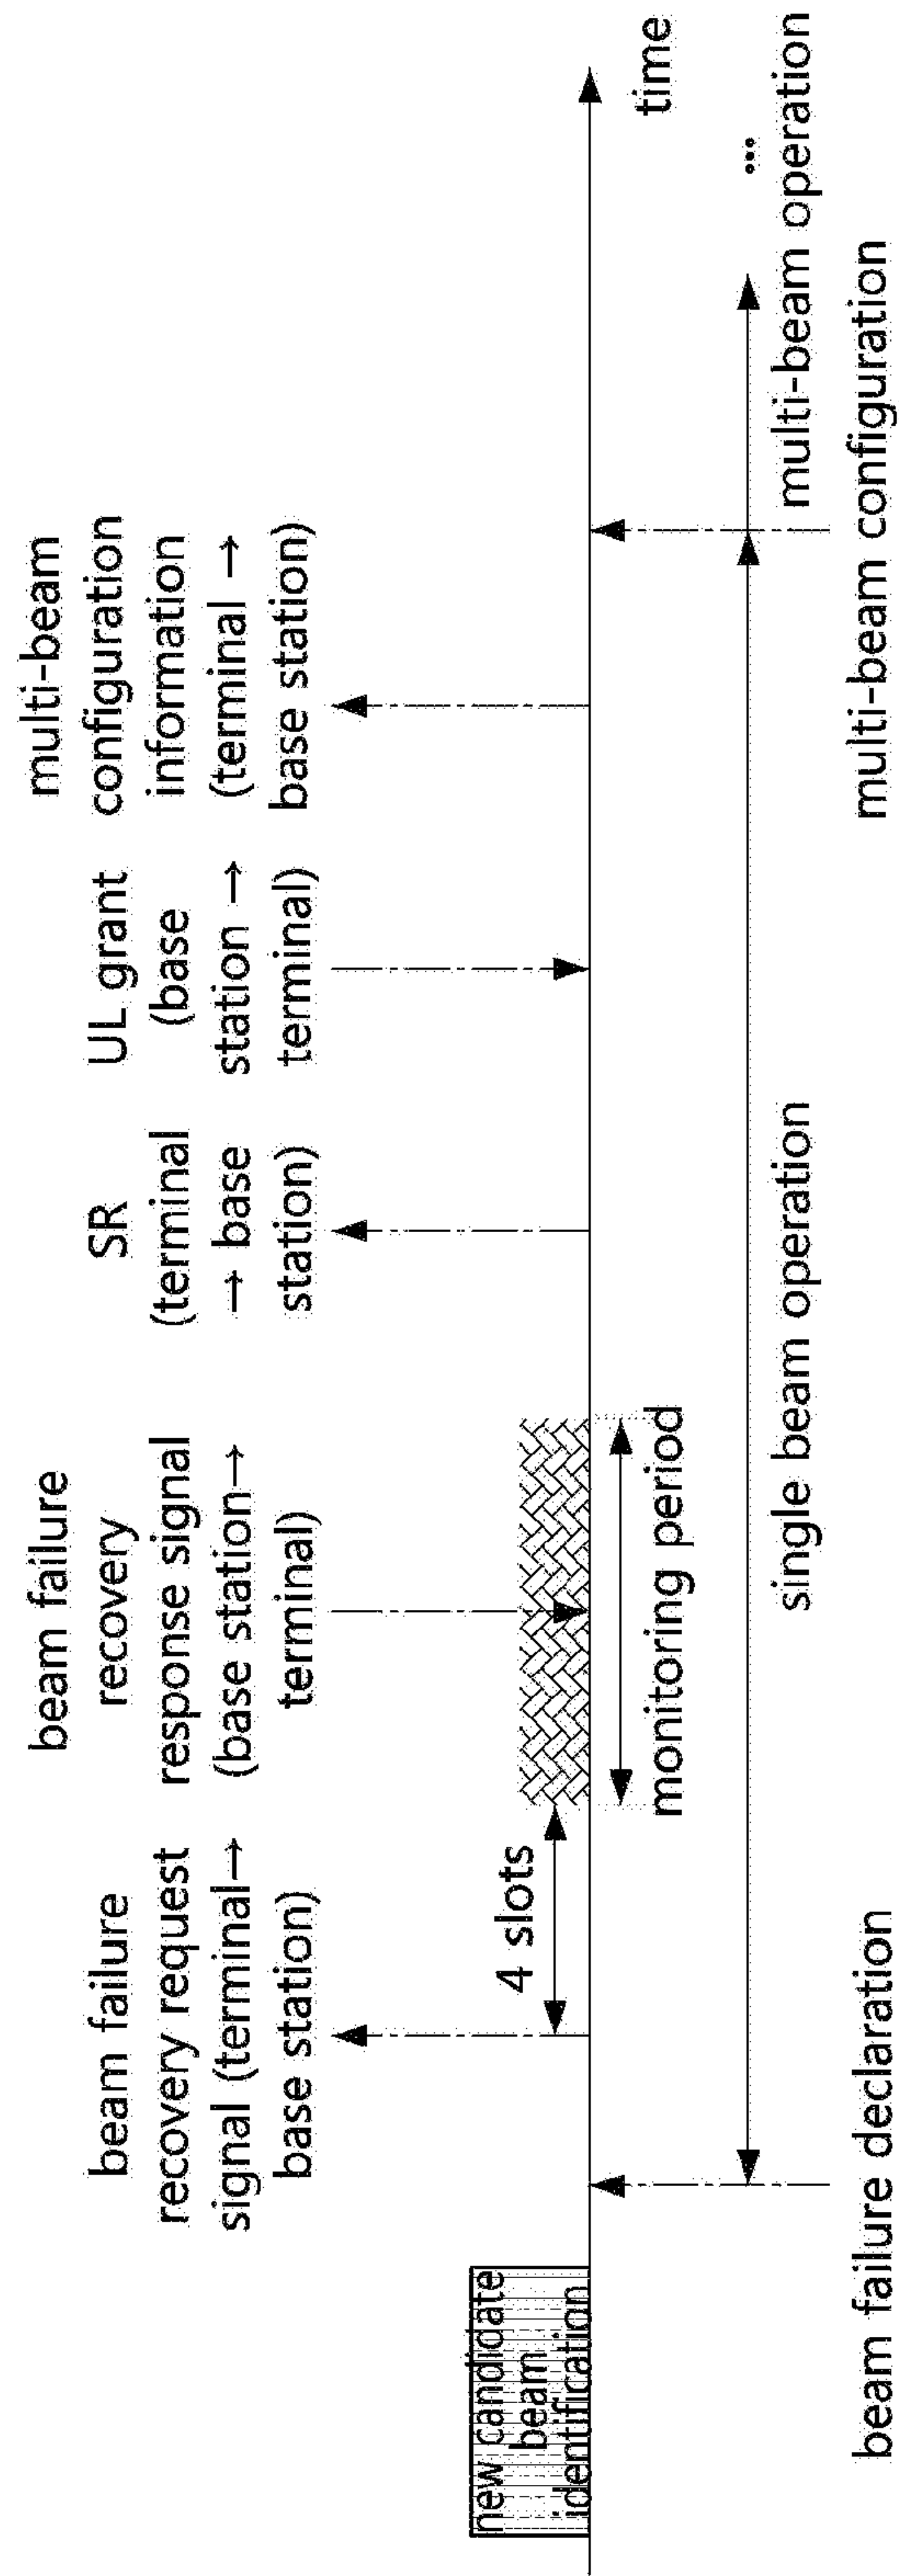 beam failure
recovery request
signal (terminal→
base station)
beam failure
recovery
response signal
(base station→
terminal)
SR
(terminal
→ base
station)
UL grant
(base
station →
terminal)
multi-beam
configuration
information
(terminal →
base station)
new candidate
beam
identification
4 slots
monitoring period
time
single beam operation
multi-beam operation
...
beam failure declaration
multi-beam configuration